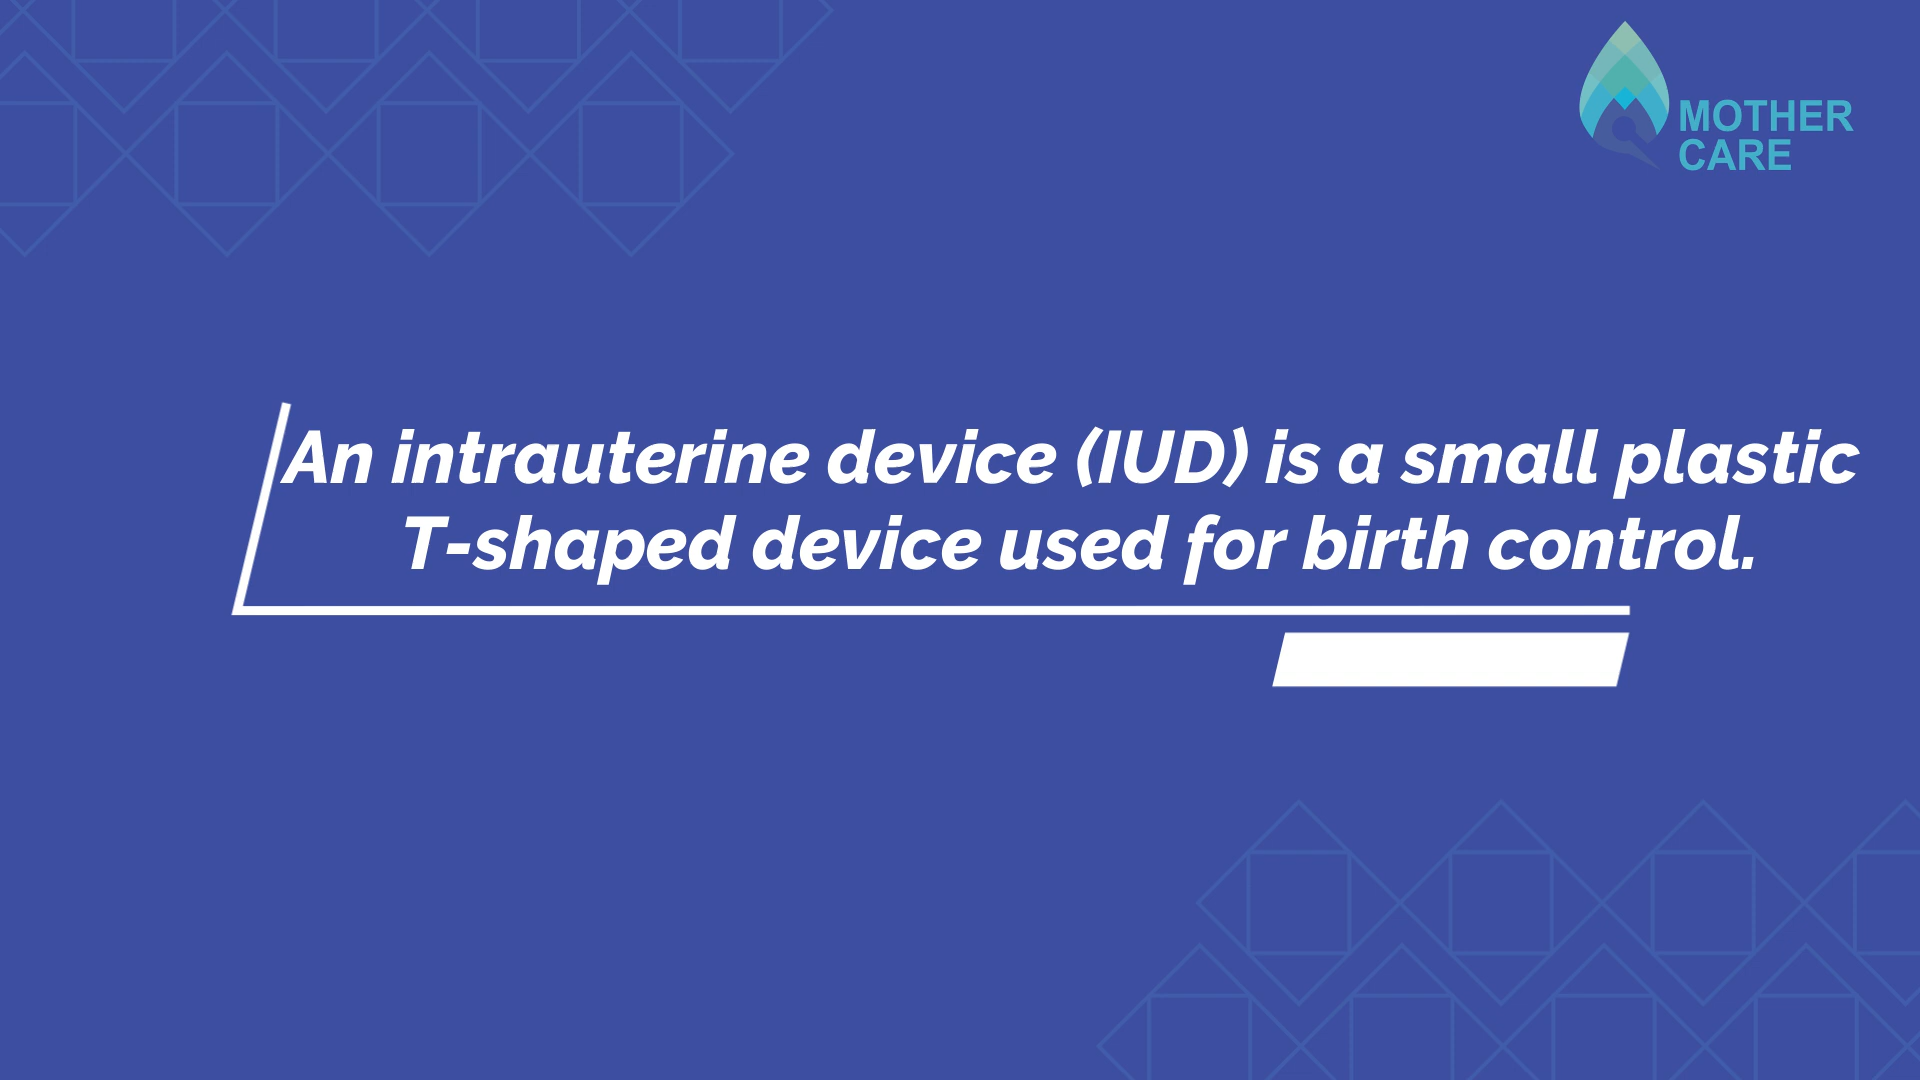 MOTHER
CARE
An intrauterine device (IUD) is a small plastic
T-shaped device used for birth control.